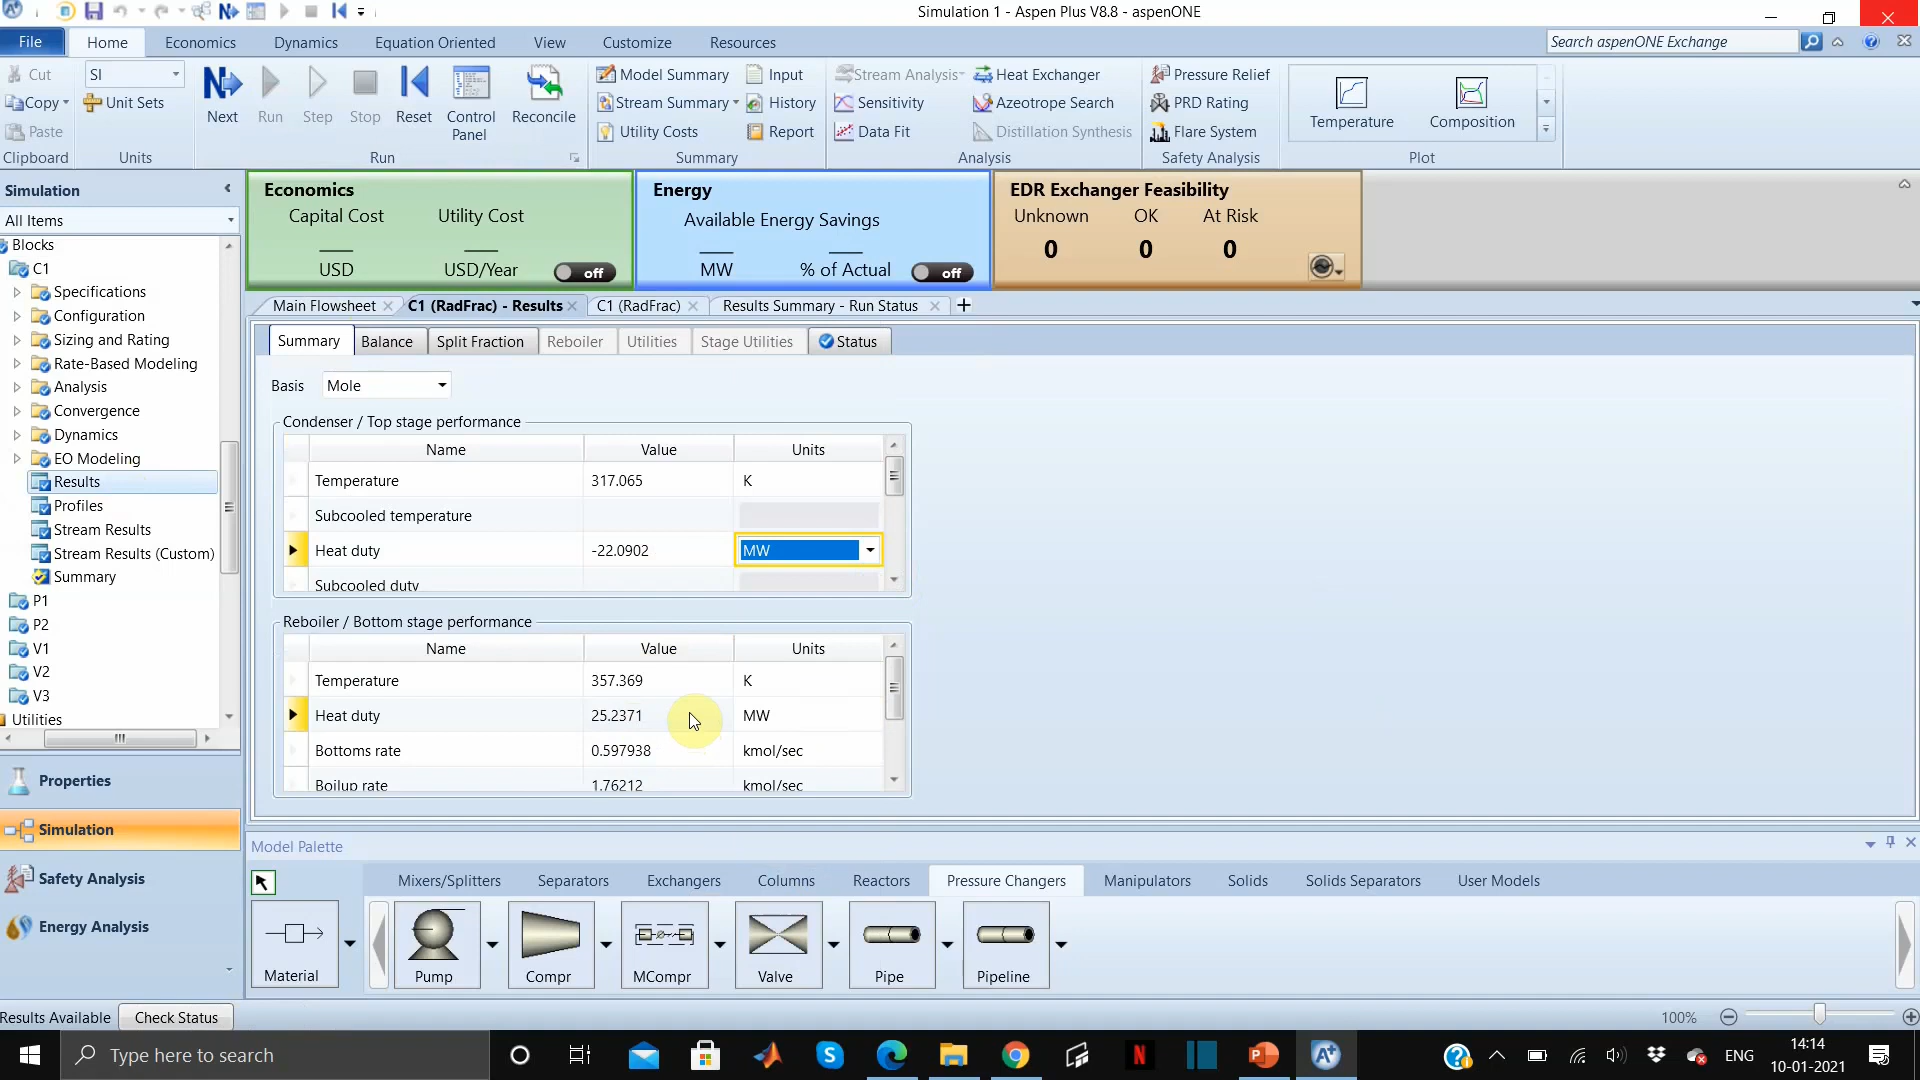 Simulation 1 - Aspen Plus V8.8 - aspenONE
File Home Economics Dynamics Equation Oriented View Customize Resources Search aspenONE Exchange
Cut SI Next Run Step Stop Reset Control Panel Reconcile Model Summary Input Stream Analysis Heat Exchanger Pressure Relief Temperature Composition
Copy Unit Sets Stream Summary History Sensitivity Azeotrope Search PRD Rating
Paste Utility Costs Report Data Fit Distillation Synthesis Flare System
Clipboard Units Run Summary Analysis Safety Analysis Plot
Simulation
All Items
Blocks
C1
Specifications
Configuration
Sizing and Rating
Rate-Based Modeling
Analysis
Convergence
Dynamics
EO Modeling
Results
Profiles
Stream Results
Stream Results (Custom)
Summary
P1
P2
V1
V2
V3
Utilities
Properties
Simulation
Safety Analysis
Energy Analysis
Economics
Capital Cost Utility Cost
USD USD/Year off
Energy
Available Energy Savings
MW % of Actual off
EDR Exchanger Feasibility
Unknown OK At Risk
0 0 0
Main Flowsheet C1 (RadFrac) - Results C1 (RadFrac) Results Summary - Run Status
Summary Balance Split Fraction Reboiler Utilities Stage Utilities Status
Basis Mole
Condenser / Top stage performance
Name Value Units
Temperature 317.065 K
Subcooled temperature
Heat duty -22.0902 MW
Subcooled duty
Reboiler / Bottom stage performance
Name Value Units
Temperature 357.369 K
Heat duty 25.2371 MW
Bottoms rate 0.597938 kmol/sec
Boilup rate 1.76212 kmol/sec
Model Palette
Mixers/Splitters Separators Exchangers Columns Reactors Pressure Changers Manipulators Solids Solids Separators User Models
Material Pump Compr MCompr Valve Pipe Pipeline
Results Available Check Status 100%
Type here to search ENG 14:14
10-01-2021